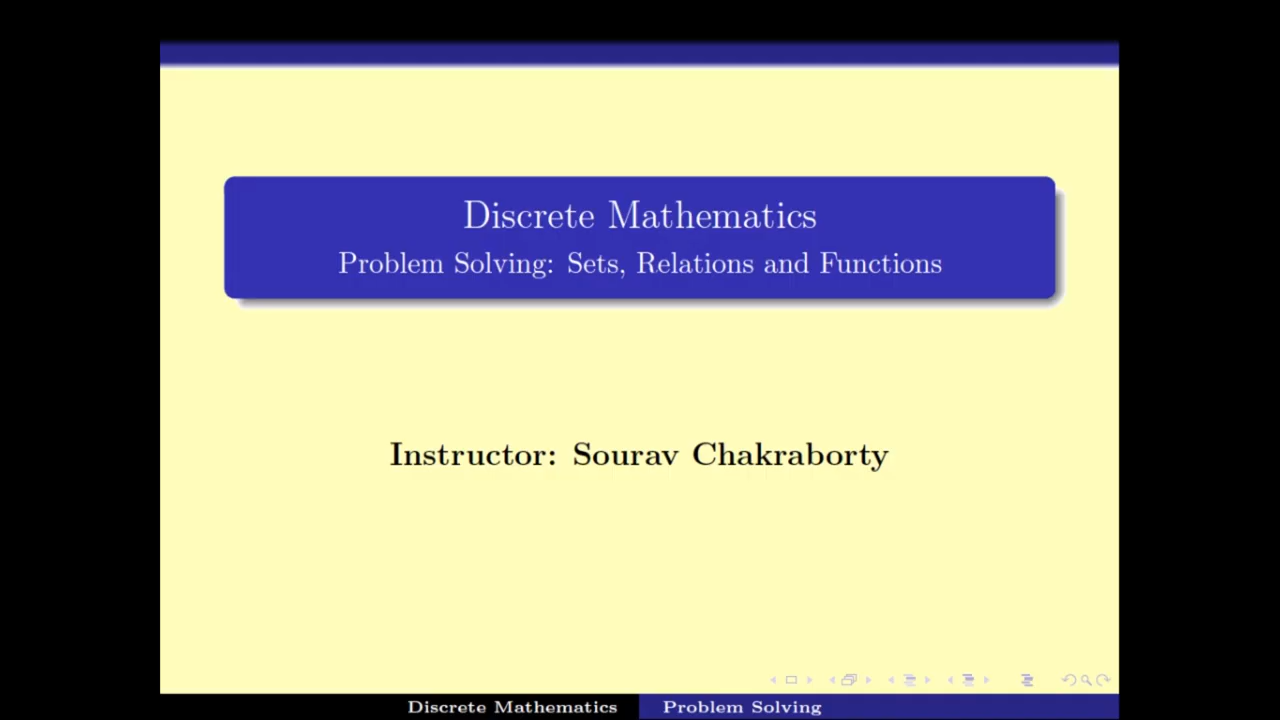 Discrete Mathematics
Problem Solving: Sets, Relations and Functions
Instructor: Sourav Chakraborty
Discrete Mathematics
Problem Solving